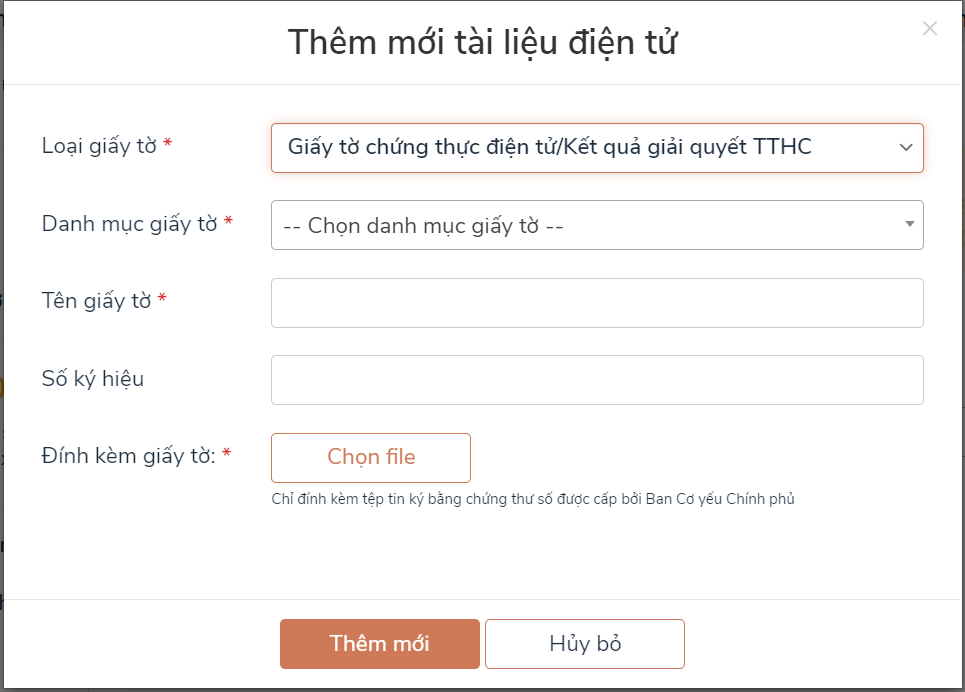 Thêm mới tài liệu điện tử
Loại giấy tờ *
Giấy tờ chứng thực điện tử/Kết quả giải quyết TTHC
Danh mục giấy tờ *
-- Chọn danh mục giấy tờ --
Tên giấy tờ *
Số ký hiệu
Đính kèm giấy tờ: *
Chọn file
Chỉ đính kèm tệp tin ký bằng chứng thư số được cấp bởi Ban Cơ yếu Chính phủ
Thêm mới
Hủy bỏ